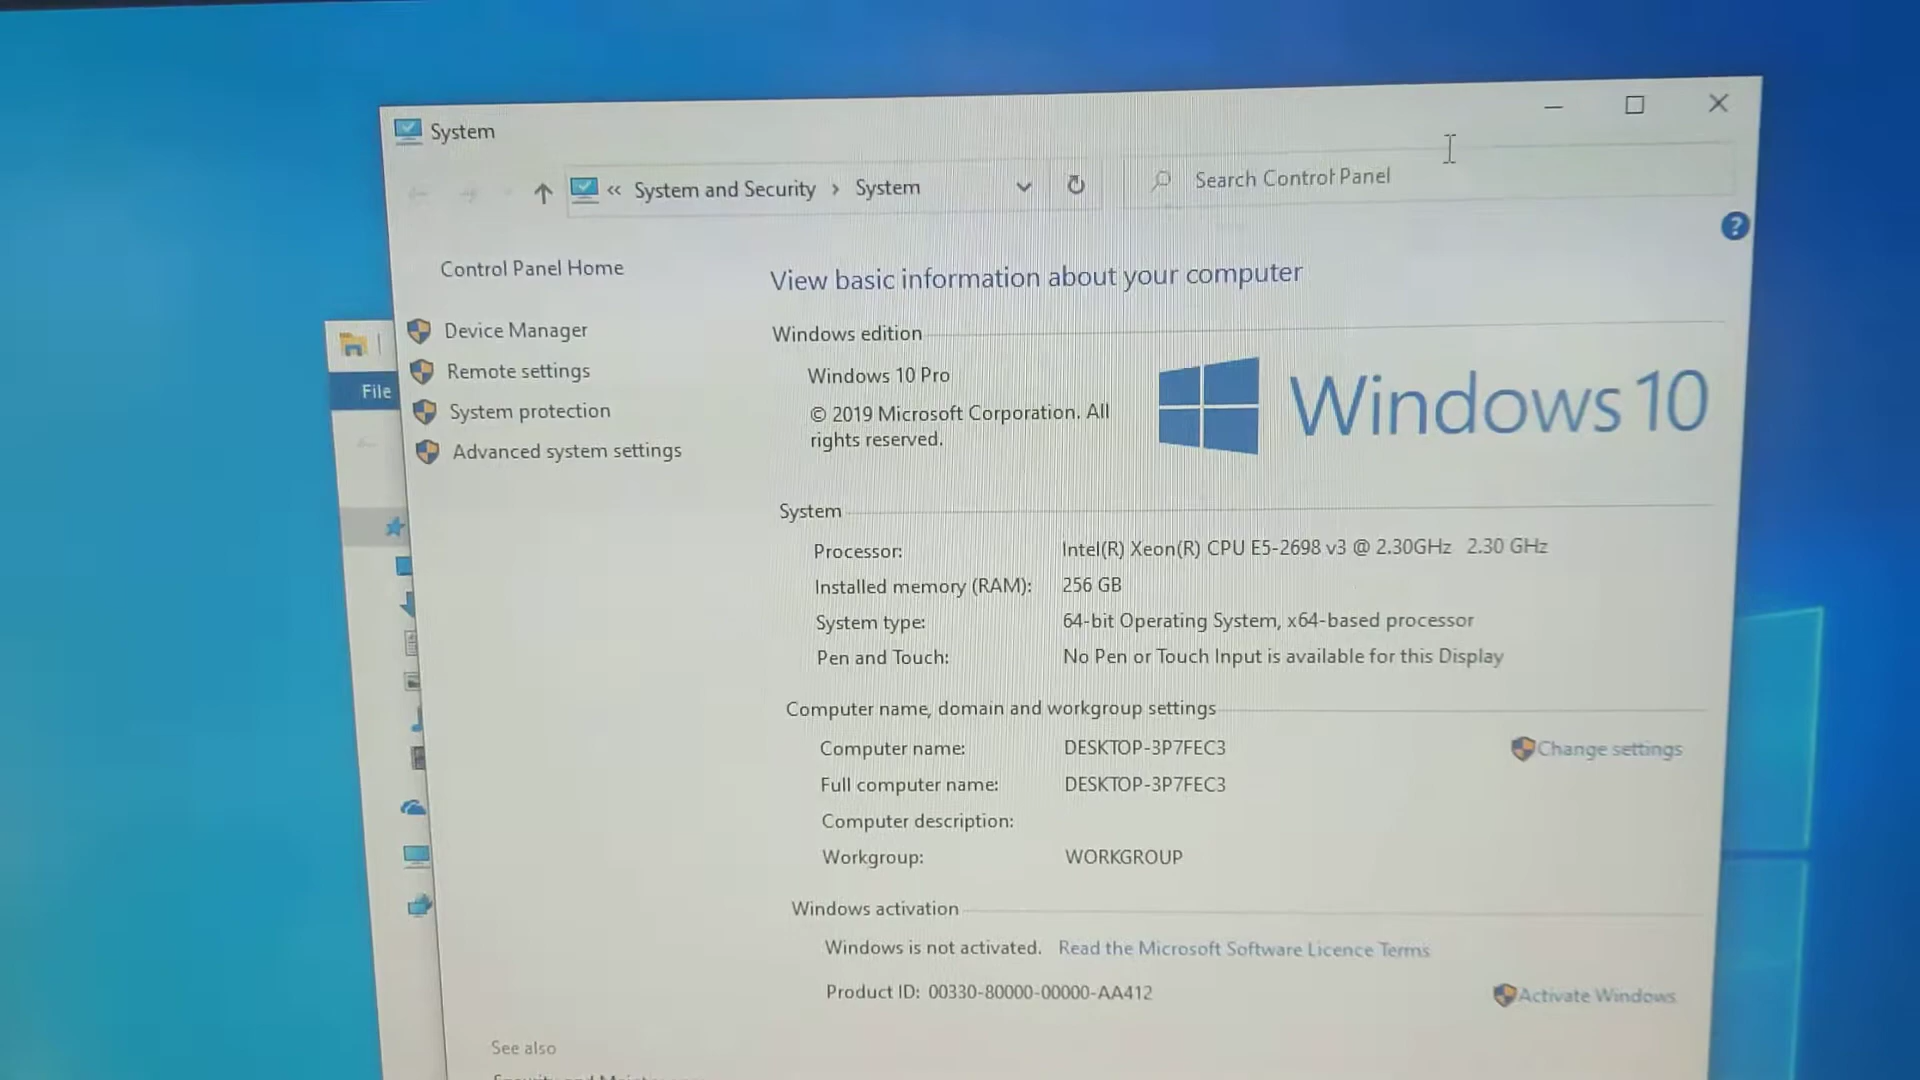 System
« System and Security › System
Search Control Panel
Control Panel Home
Device Manager
Remote settings
System protection
Advanced system settings
File
View basic information about your computer
Windows edition
Windows 10 Pro
© 2019 Microsoft Corporation. All
rights reserved.
Windows 10
System
Processor: Intel(R) Xeon(R) CPU E5-2698 v3 @ 2.30GHz 2.30 GHz
Installed memory (RAM): 256 GB
System type: 64-bit Operating System, x64-based processor
Pen and Touch: No Pen or Touch Input is available for this Display
Computer name, domain and workgroup settings
Computer name: DESKTOP-3P7FEC3
Change settings
Full computer name: DESKTOP-3P7FEC3
Computer description:
Workgroup: WORKGROUP
Windows activation
Windows is not activated. Read the Microsoft Software Licence Terms
Product ID: 00330-80000-00000-AA412
Activate Windows
See also